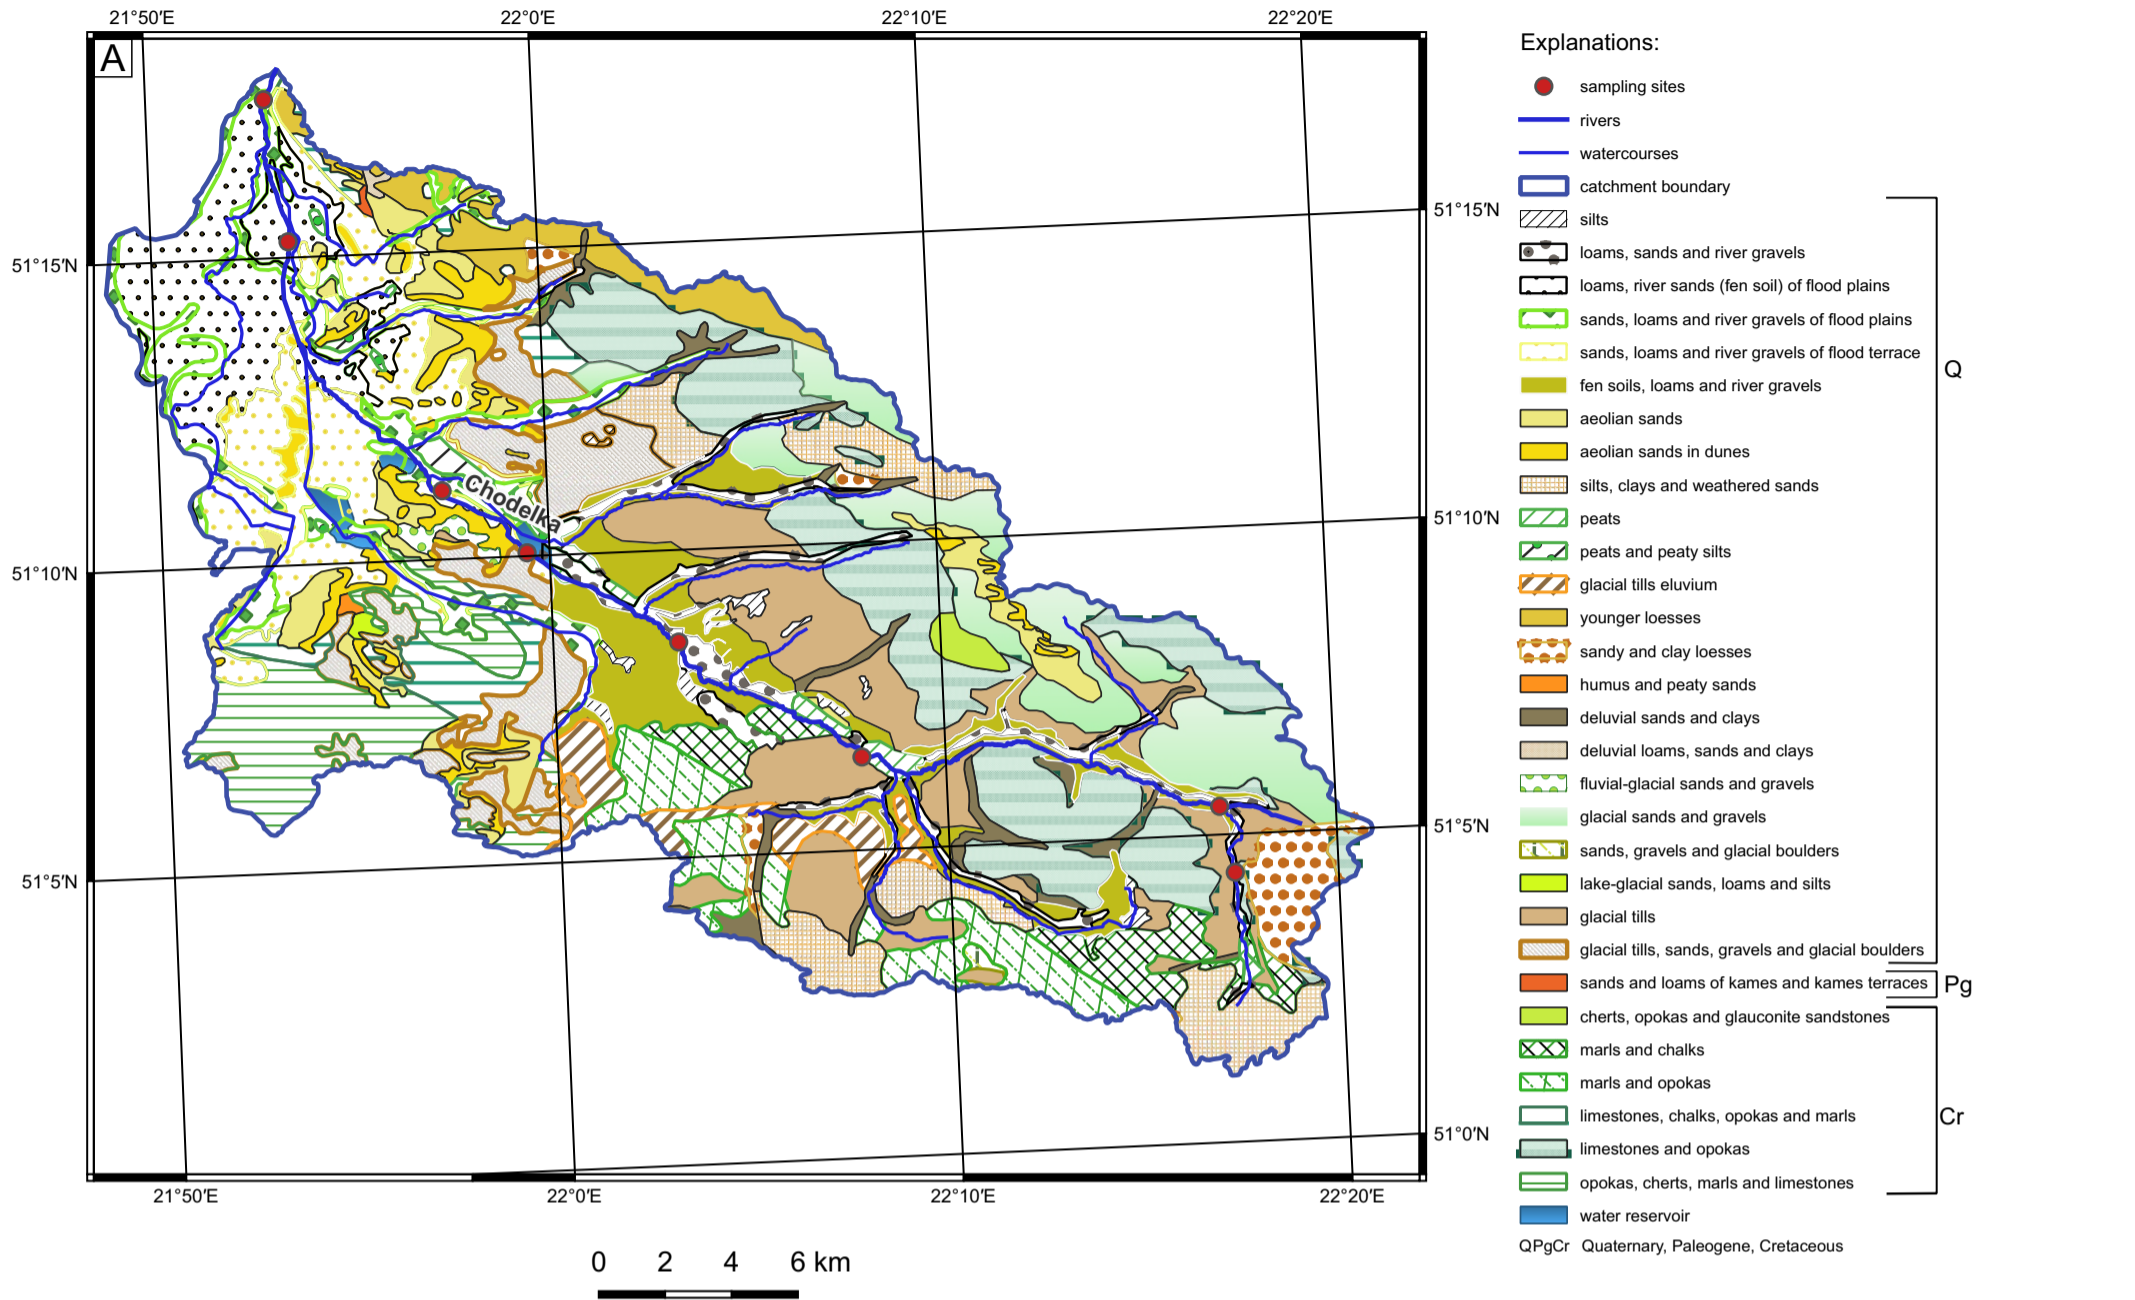 21°50′E 22°0′E 22°10′E 22°20′E
A
Explanations:
sampling sites
rivers
watercourses
catchment boundary
silts
loams, sands and river gravels
loams, river sands (fen soil) of flood plains
sands, loams and river gravels of flood plains
sands, loams and river gravels of flood terrace
fen soils, loams and river gravels
aeolian sands
aeolian sands in dunes
silts, clays and weathered sands
peats
peats and peaty silts
glacial tills eluvium
younger loesses
sandy and clay loesses
humus and peaty sands
deluvial sands and clays
deluvial loams, sands and clays
fluvial-glacial sands and gravels
glacial sands and gravels
sands, gravels and glacial boulders
lake-glacial sands, loams and silts
glacial tills
glacial tills, sands, gravels and glacial boulders
sands and loams of kames and kames terraces
cherts, opokas and glauconite sandstones
marls and chalks
marls and opokas
limestones, chalks, opokas and marls
limestones and opokas
opokas, cherts, marls and limestones
water reservoir
QPgCr Quaternary, Paleogene, Cretaceous
Q
Pg
Cr
51°15′N
51°10′N
51°5′N
51°0′N
51°15′N
51°10′N
51°5′N
Chodelka
21°50′E 22°0′E 22°10′E 22°20′E
0 2 4 6 km